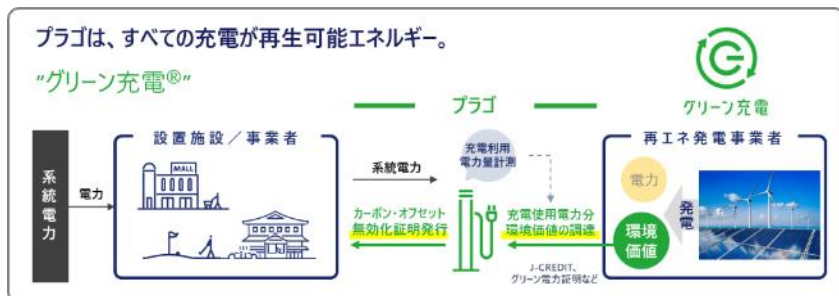 プラゴは、すべての充電が再生可能エネルギー。
"グリーン充電®"
プラゴ
グリーン充電
系統電力
電力
設置施設／事業者
MALL
系統電力
カーボン・オフセット
無効化証明発行
充電利用
電力量計測
充電使用電力分
環境価値の調達
J-CREDIT、
グリーン電力証明など
再エネ発電事業者
電力
環境
価値
発電